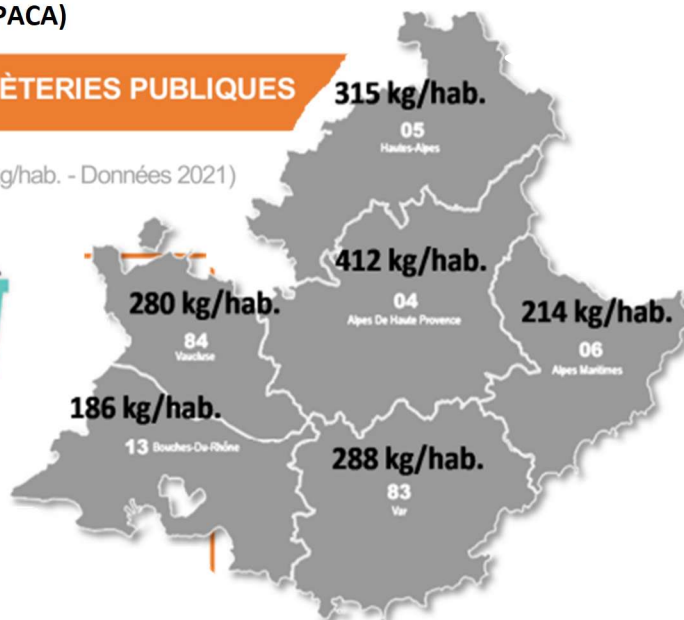 PACA)
ÈTERIES PUBLIQUES
g/hab. - Données 2021)
315 kg/hab.
05
Hautes-Alpes
412 kg/hab.
04
Alpes De Haute Provence
280 kg/hab.
84
Vaucluse
214 kg/hab.
06
Alpes Maritimes
186 kg/hab.
13 Bouches-Du-Rhône
288 kg/hab.
83
Var